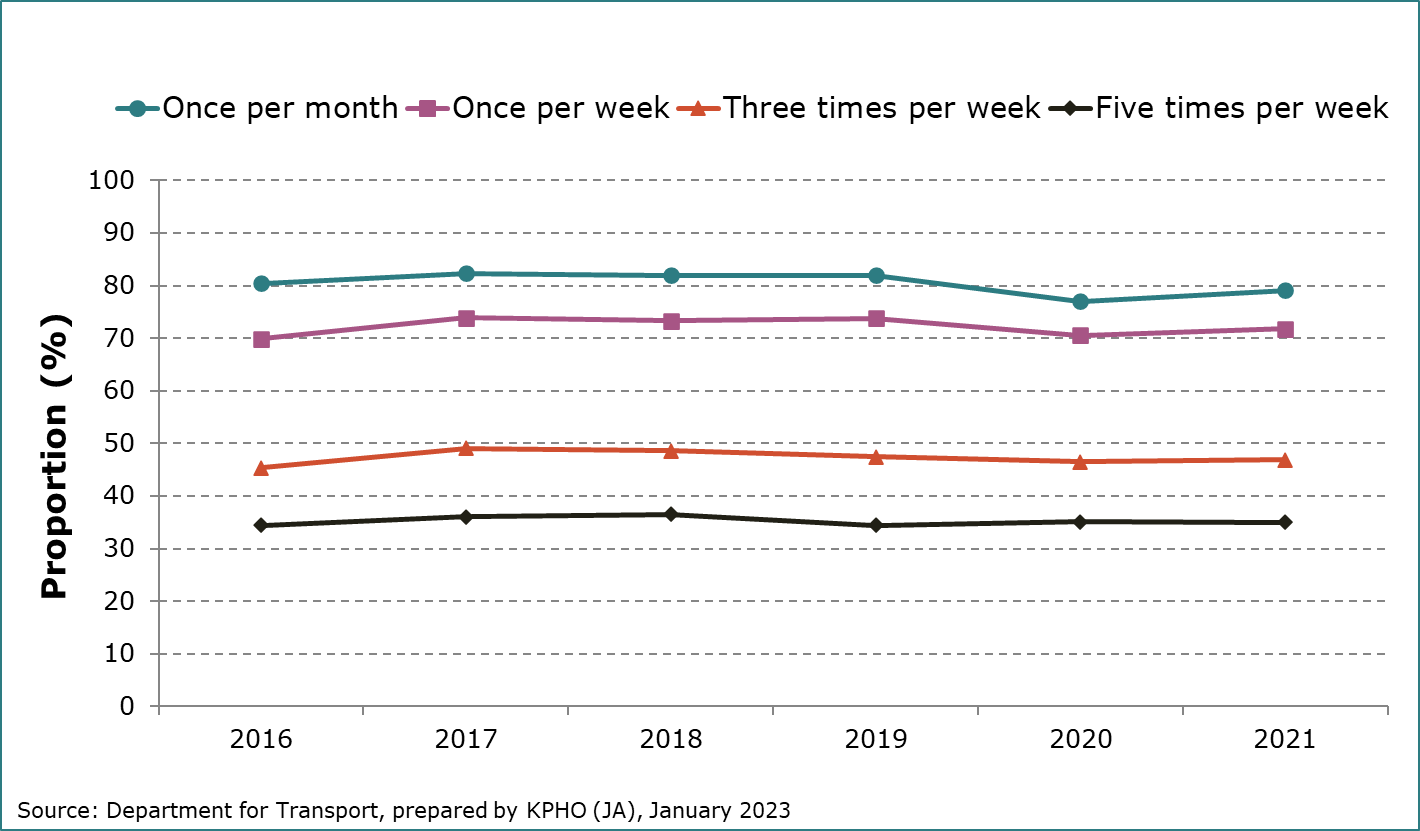 Once per month Once per week Three times per week Five times per week
100
90
80
70
60
50
40
30
20
10
0
Proportion (%)
2016 2017 2018 2019 2020 2021
Source: Department for Transport, prepared by KPHO (JA), January 2023